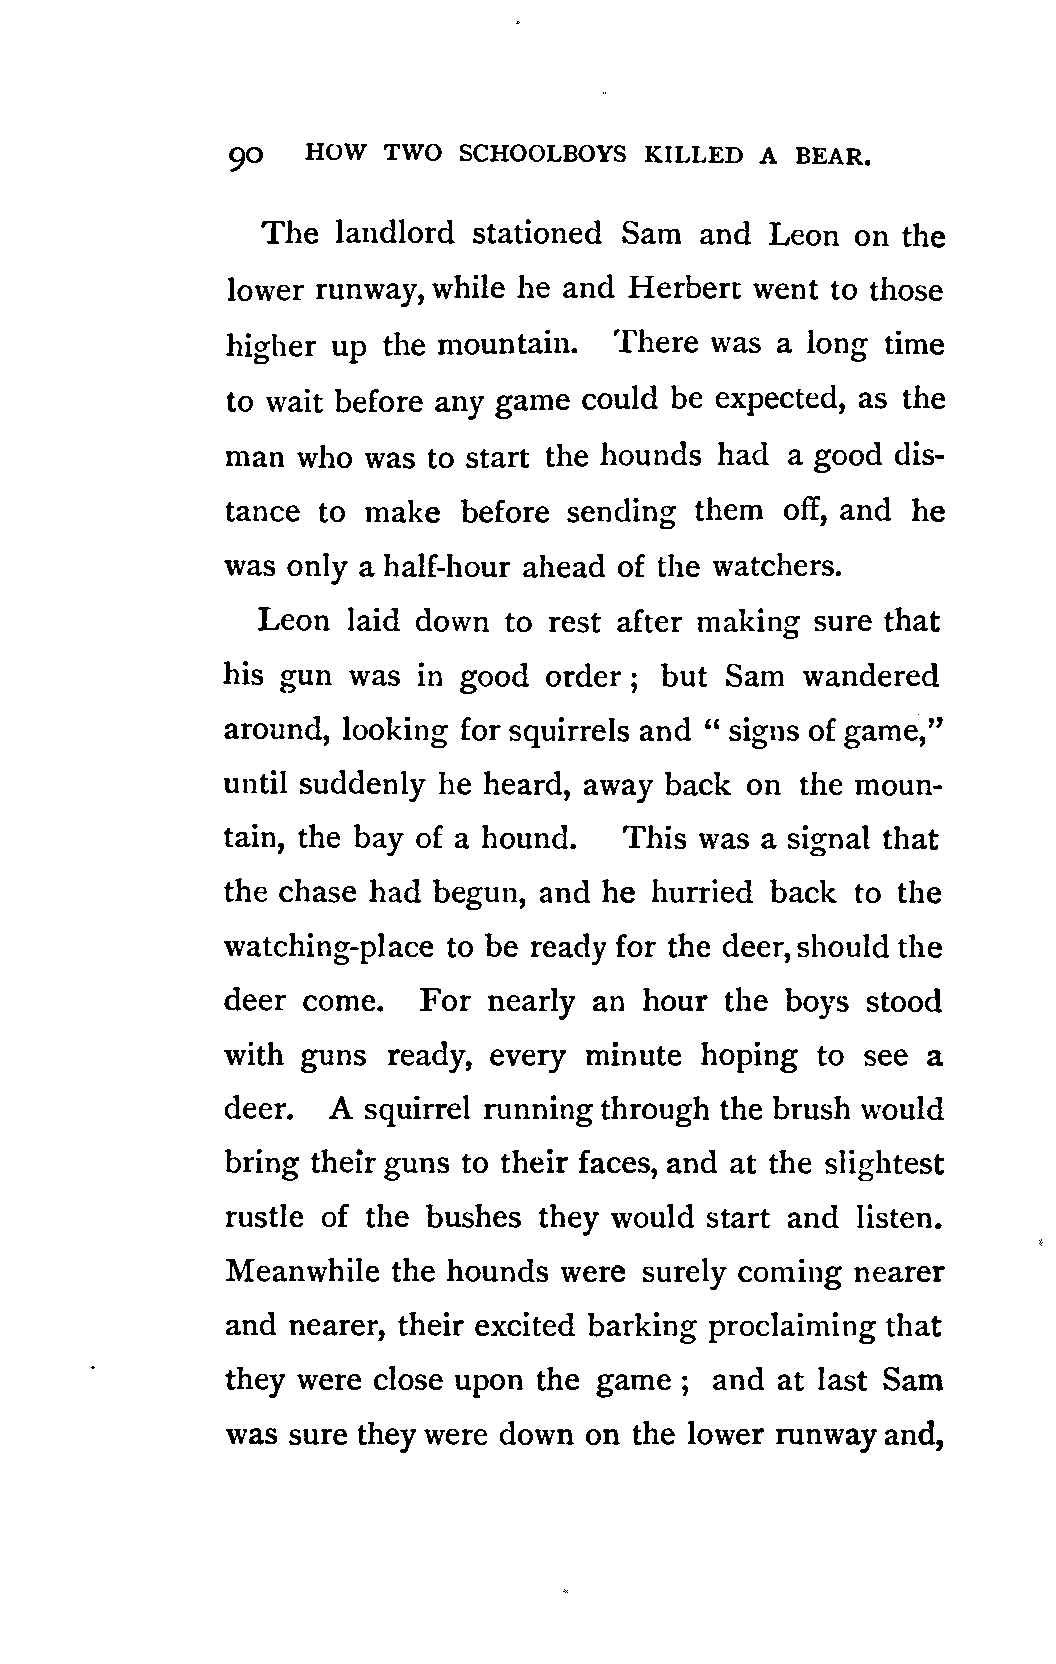 90 HOW TWO SCHOOLBOYS KILLED A BEAR.
The landlord stationed Sam and Leon on the
lower runway, while he and Herbert went to those
higher up the mountain. There was a long time
to wait before any game could be expected, as the
man who was to start the hounds had a good dis-
tance to make before sending them off, and he
was only a half-hour ahead of the watchers.
Leon laid down to rest after making sure that
his gun was in good order ; but Sam wandered
around, looking for squirrels and “ signs of game,”
until suddenly he heard, away back on the moun-
tain, the bay of a hound. This was a signal that
the chase had begun, and he hurried back to the
watching-place to be ready for the deer, should the
deer come. For nearly an hour the boys stood
with guns ready, every minute hoping to see a
deer. A squirrel running through the brush would
bring their guns to their faces, and at the slightest
rustle of the bushes they would start and listen.
Meanwhile the hounds were surely coming nearer
and nearer, their excited barking proclaiming that
they were close upon the game ; and at last Sam
was sure they were down on the lower runway and,